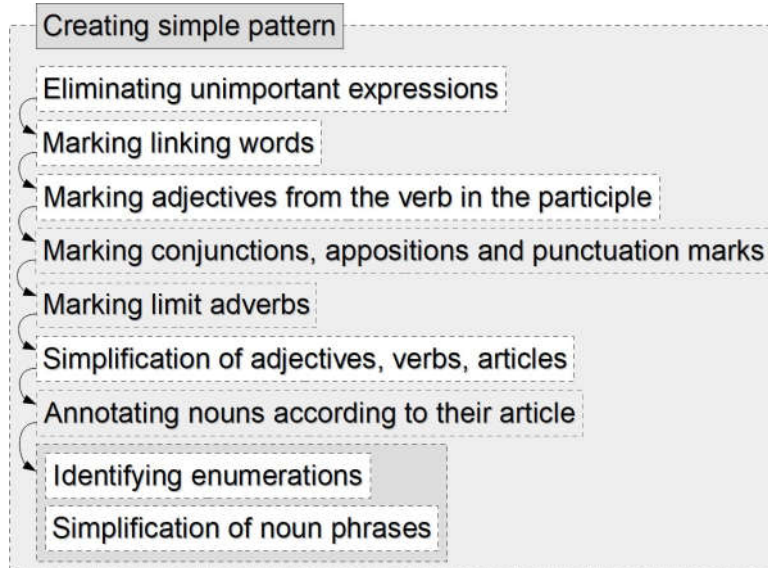 Creating simple pattern
Eliminating unimportant expressions
Marking linking words
Marking adjectives from the verb in the participle
Marking conjunctions, appositions and punctuation marks
Marking limit adverbs
Simplification of adjectives, verbs, articles
Annotating nouns according to their article
Identifying enumerations
Simplification of noun phrases